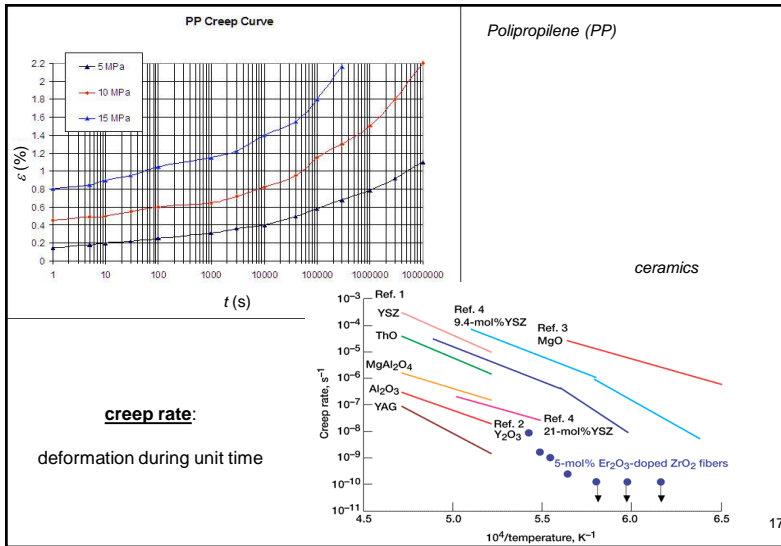 PP Creep Curve
5 MPa
10 MPa
15 MPa
2.2
2
1.8
1.6
1.4
1.2
1
0.8
0.6
0.4
0.2
0
ε (%)
1
10
100
1000
10000
100000
1000000
10000000
t (s)
Polipropilene (PP)
ceramics
creep rate:
deformation during unit time
10⁻³
10⁻⁴
10⁻⁵
10⁻⁶
10⁻⁷
10⁻⁸
10⁻⁹
10⁻¹⁰
10⁻¹¹
Creep rate, s⁻¹
Ref. 1
YSZ
ThO
MgAl₂O₄
Al₂O₃
YAG
Ref. 4
9.4-mol%YSZ
Ref. 3
MgO
Ref. 2
Y₂O₃
Ref. 4
21-mol%YSZ
5-mol% Er₂O₃-doped ZrO₂ fibers
4.5
5.0
5.5
6.0
6.5
10⁴/temperature, K⁻¹
17